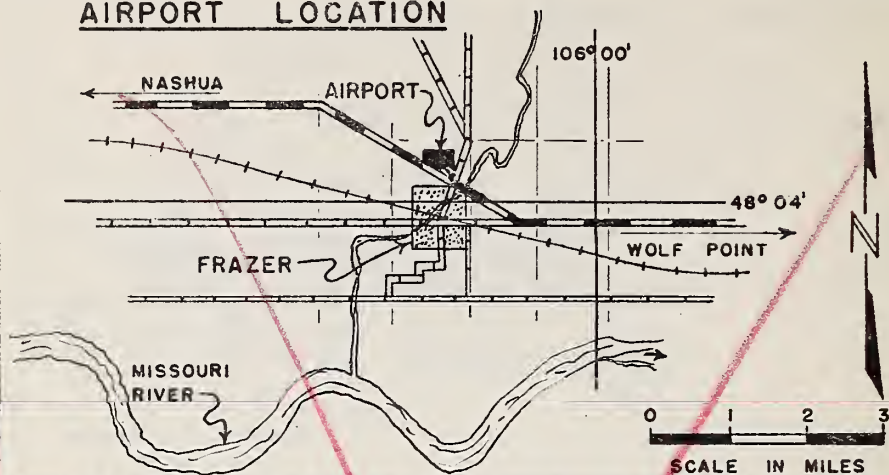 AIRPORT LOCATION
106° 00'
NASHUA
AIRPORT
48° 04'
WOLF POINT
FRAZER
N
MISSOURI
RIVER
0 1 2 3
SCALE IN MILES